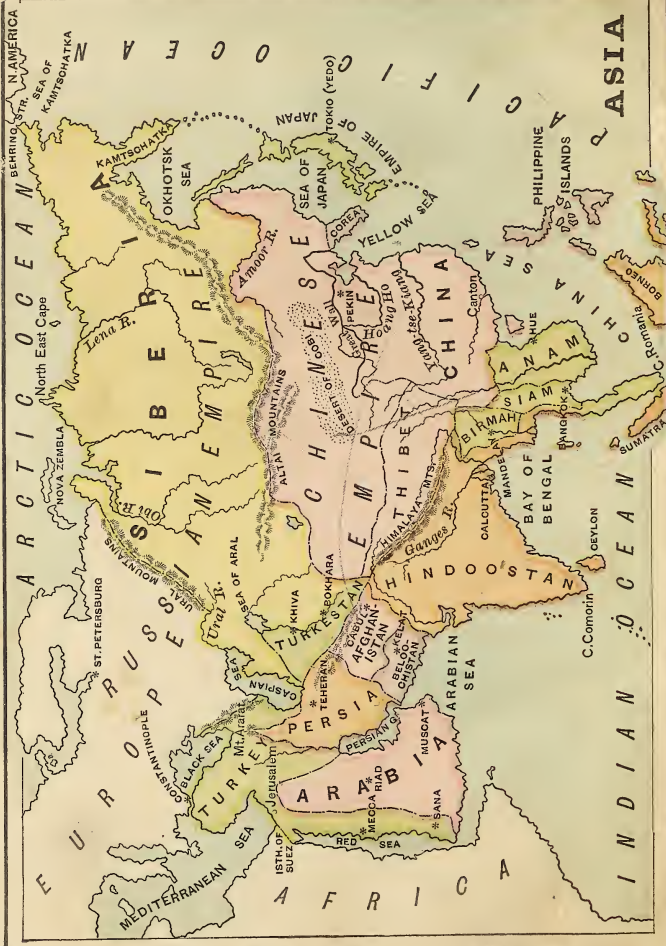 ASIA
ARCTIC OCEAN
BEHRING STR.
N. AMERICA
SEA OF
KAMTSCHATKA
PACIFIC OCEAN
NOVA ZEMBLA
North East Cape
KAMTSCHATKA
OKHOTSK
SEA
SIBERIA
RUSSIAN EMPIRE
Lena R.
Obi R.
URAL
MOUNTAINS
Ural R.
ST. PETERSBURG
EUROPE
ALTAI MOUNTAINS
Amoor R.
SEA OF
JAPAN
EMPIRE OF JAPAN
TOKIO (YEDO)
COREA
YELLOW SEA
CHINESE
EMPIRE
DESERT OF GOBI
Great Wall
PEKIN
Hoang Ho
Yang-tse-Kiang
CHINA
Canton
THIBET
HIMALAYA MTS.
SEA OF ARAL
KHIVA
BOKHARA
TURKESTAN
CASPIAN
SEA
CONSTANTINOPLE
BLACK SEA
Mt. Ararat
TURKEY
TEHERAN
PERSIA
CABUL
AFGHAN-
ISTAN
KELAT
BELOO-
CHISTAN
HINDOOSTAN
Ganges R.
CALCUTTA
MANDELAY
BIRMAH
SIAM
BANGKOK
ANAM
HUE
CHINA SEA
PHILIPPINE
ISLANDS
BORNEO
C. Romania
SUMATRA
BAY OF
BENGAL
CEYLON
C. Comorin
ARABIAN
SEA
PERSIAN G.
MUSCAT
Jerusalem
ARABIA
RIAD
MECCA
SANA
RED
SEA
ISTH. OF
SUEZ
MEDITERRANEAN SEA
AFRICA
INDIAN OCEAN